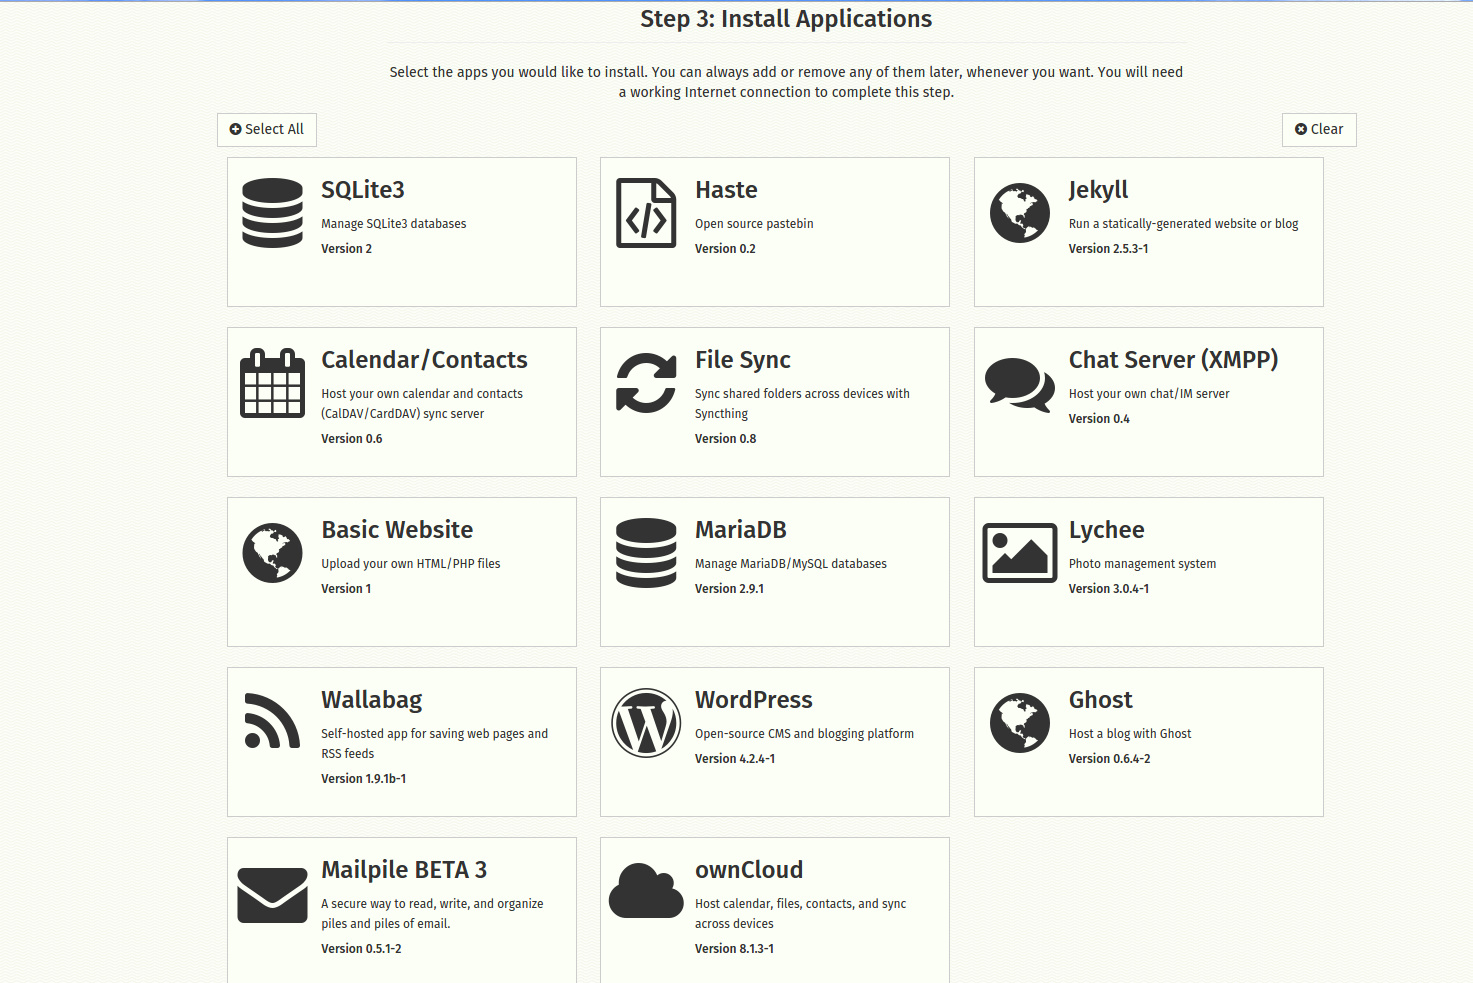 Step 3: Install Applications
Select the apps you would like to install. You can always add or remove any of them later, whenever you want. You will need
a working Internet connection to complete this step.
Select All
Clear
SQLite3
Manage SQLite3 databases
Version 2
Haste
Open source pastebin
Version 0.2
Jekyll
Run a statically-generated website or blog
Version 2.5.3-1
Calendar/Contacts
Host your own calendar and contacts
(CalDAV/CardDAV) sync server
Version 0.6
File Sync
Sync shared folders across devices with
Syncthing
Version 0.8
Chat Server (XMPP)
Host your own chat/IM server
Version 0.4
Basic Website
Upload your own HTML/PHP files
Version 1
MariaDB
Manage MariaDB/MySQL databases
Version 2.9.1
Lychee
Photo management system
Version 3.0.4-1
Wallabag
Self-hosted app for saving web pages and
RSS feeds
Version 1.9.1b-1
WordPress
Open-source CMS and blogging platform
Version 4.2.4-1
Ghost
Host a blog with Ghost
Version 0.6.4-2
Mailpile BETA 3
A secure way to read, write, and organize
piles and piles of email.
Version 0.5.1-2
ownCloud
Host calendar, files, contacts, and sync
across devices
Version 8.1.3-1